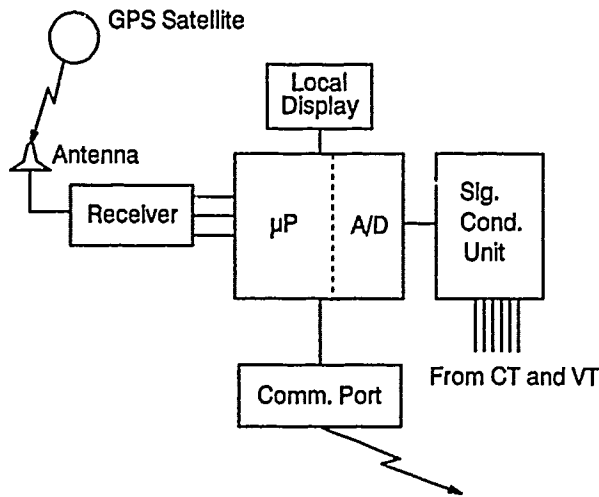 GPS Satellite
Local
Display
Antenna
Receiver
µP
A/D
Sig.
Cond.
Unit
From CT and VT
Comm. Port